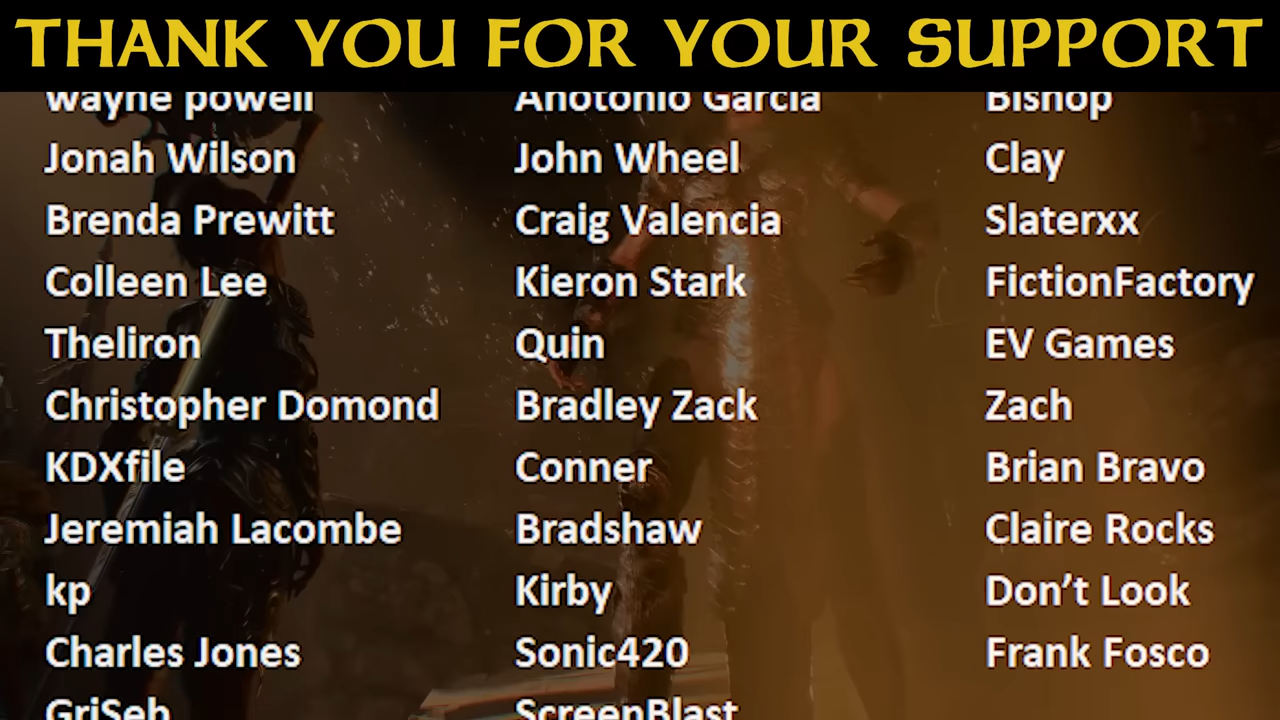 THANK YOU FOR YOUR SUPPORT
wayne powell
Anotonio Garcia
Bishop
Jonah Wilson
John Wheel
Clay
Brenda Prewitt
Craig Valencia
Slaterxx
Colleen Lee
Kieron Stark
FictionFactory
Theliron
Quin
EV Games
Christopher Domond
Bradley Zack
Zach
KDXfile
Conner
Brian Bravo
Jeremiah Lacombe
Bradshaw
Claire Rocks
kp
Kirby
Don’t Look
Charles Jones
Sonic420
Frank Fosco
GriSeb
ScreenBlast